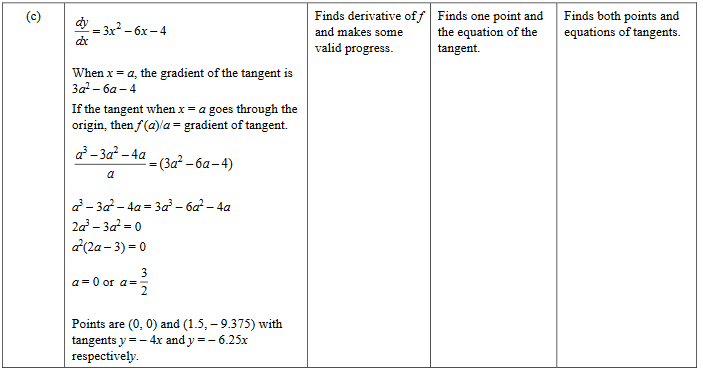 (c)
dy/dx = 3x² – 6x – 4
When x = a, the gradient of the tangent is
3a² – 6a – 4
If the tangent when x = a goes through the
origin, then f (a)/a = gradient of tangent.
(a³ – 3a² – 4a)/a = (3a² – 6a – 4)
a³ – 3a² – 4a = 3a³ – 6a² – 4a
2a³ – 3a² = 0
a²(2a – 3) = 0
a = 0 or a = 3/2
Points are (0, 0) and (1.5, – 9.375) with
tangents y = – 4x and y = – 6.25x
respectively.
Finds derivative of f
and makes some
valid progress.
Finds one point and
the equation of the
tangent.
Finds both points and
equations of tangents.